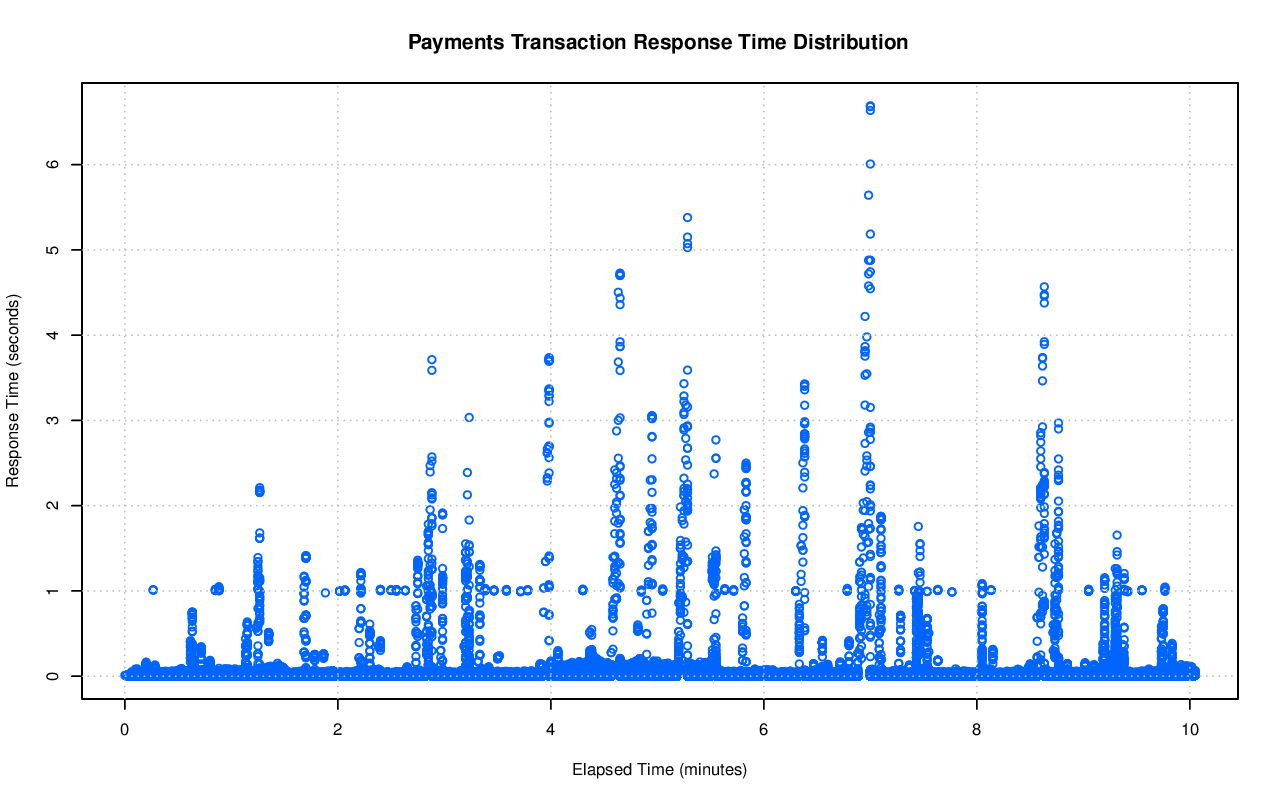 Payments Transaction Response Time Distribution
Response Time (seconds)
6
5
4
3
2
1
0
0 2 4 6 8 10
Elapsed Time (minutes)